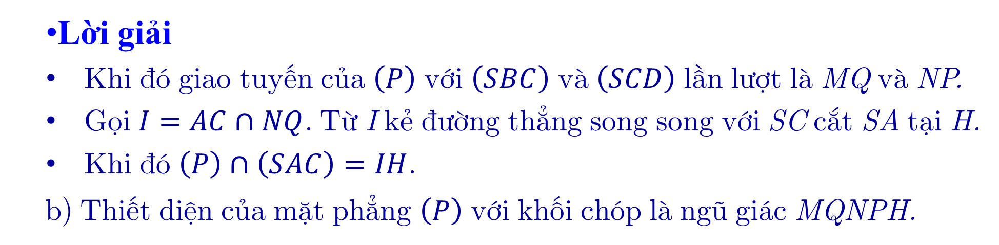 •Lời giải
• Khi đó giao tuyến của (P) với (SBC) và (SCD) lần lượt là MQ và NP.
• Gọi I = AC ∩ NQ. Từ I kẻ đường thẳng song song với SC cắt SA tại H.
• Khi đó (P) ∩ (SAC) = IH.
b) Thiết diện của mặt phẳng (P) với khối chóp là ngũ giác MQNPH.